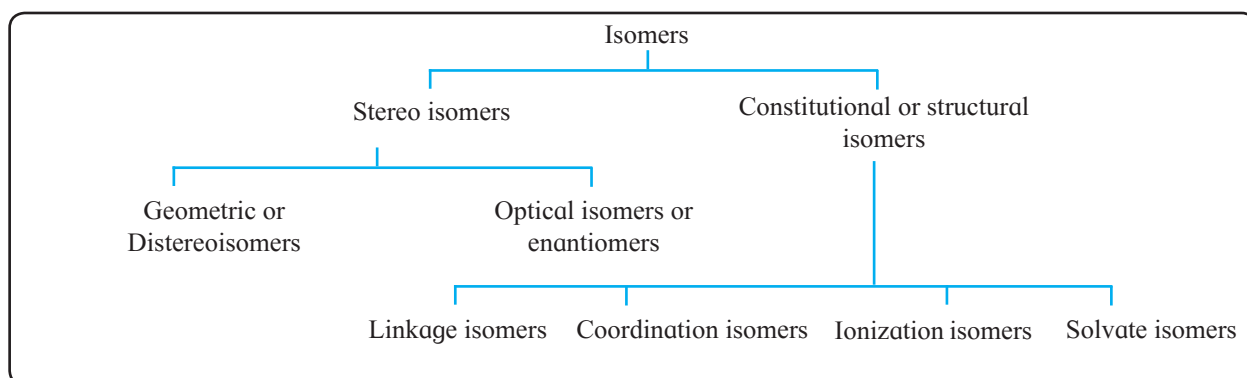 Isomers
Stereo isomers
Constitutional or structural
isomers
Geometric or
Distereoisomers
Optical isomers or
enantiomers
Linkage isomers
Coordination isomers
Ionization isomers
Solvate isomers